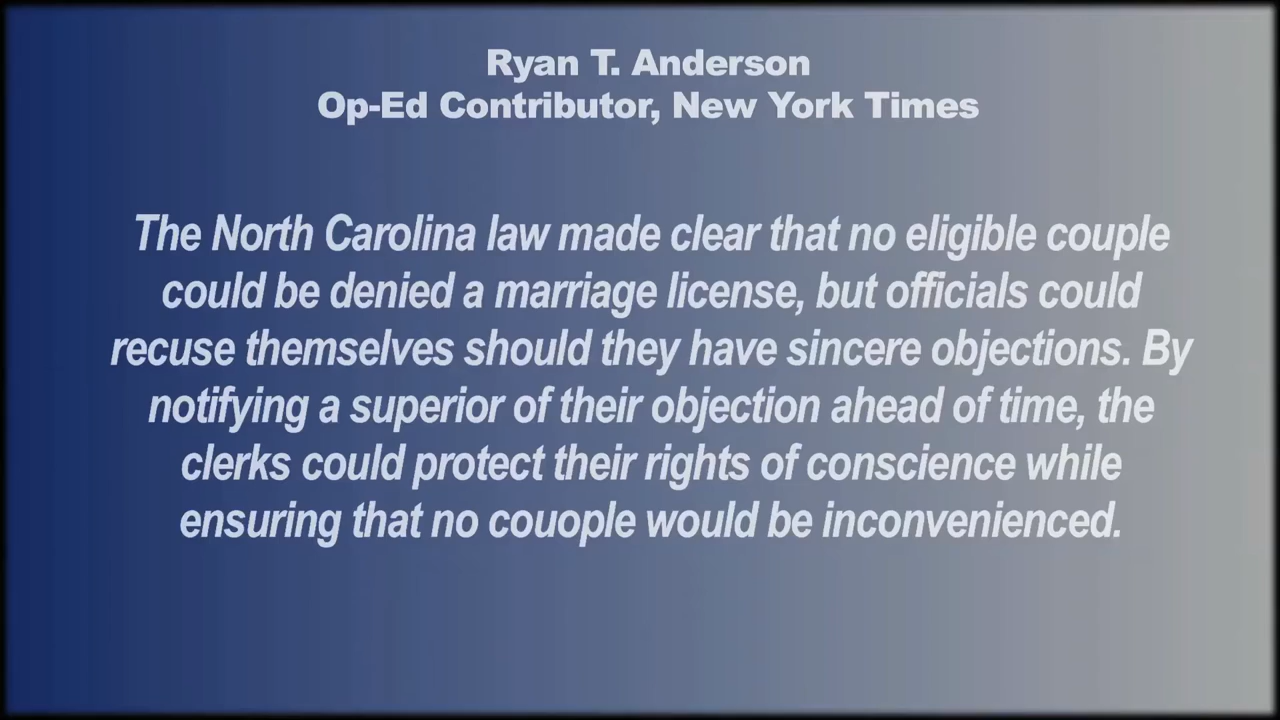 Ryan T. Anderson
Op-Ed Contributor, New York Times
The North Carolina law made clear that no eligible couple
could be denied a marriage license, but officials could
recuse themselves should they have sincere objections. By
notifying a superior of their objection ahead of time, the
clerks could protect their rights of conscience while
ensuring that no couople would be inconvenienced.